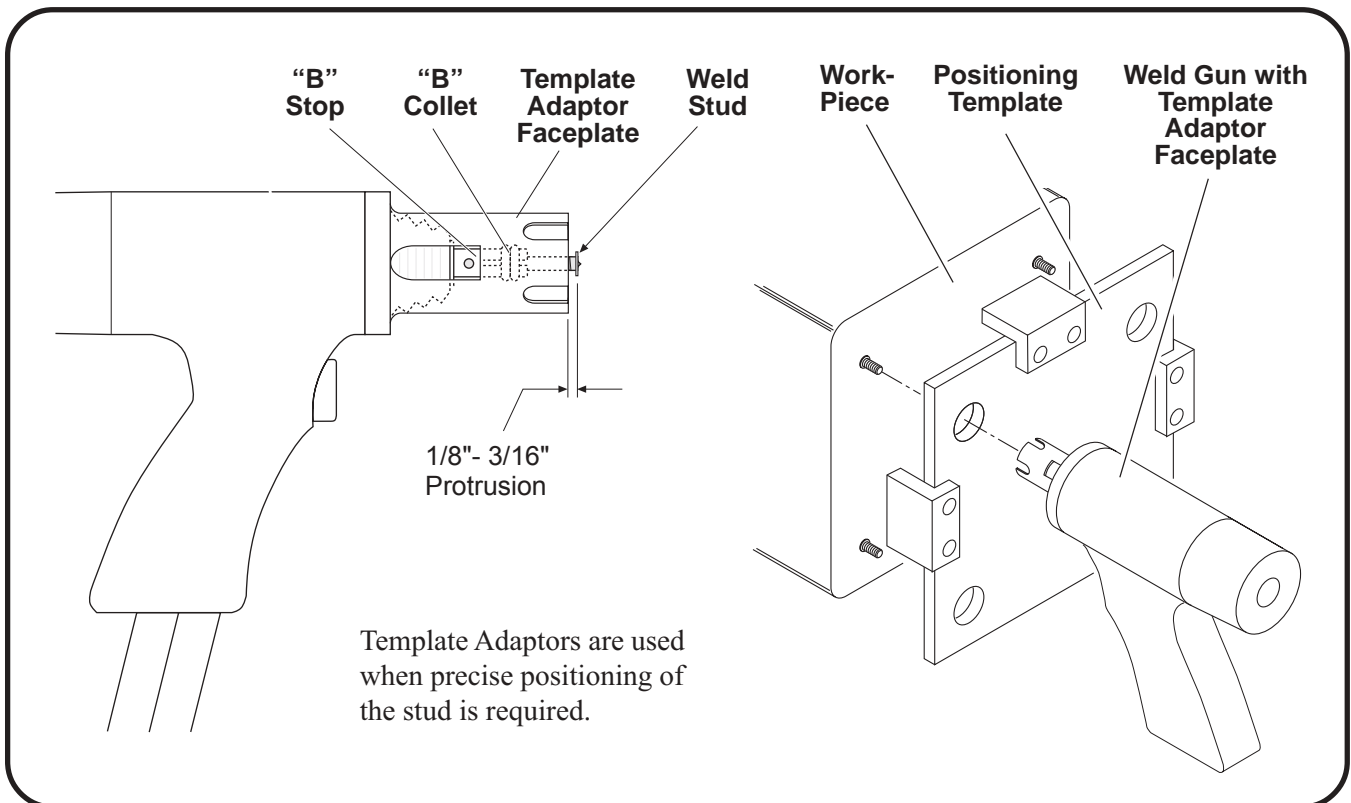 “B”
Stop
“B”
Collet
Template
Adaptor
Faceplate
Weld
Stud
Work-
Piece
Positioning
Template
Weld Gun with
Template
Adaptor
Faceplate
1/8"- 3/16"
Protrusion
Template Adaptors are used
when precise positioning of
the stud is required.